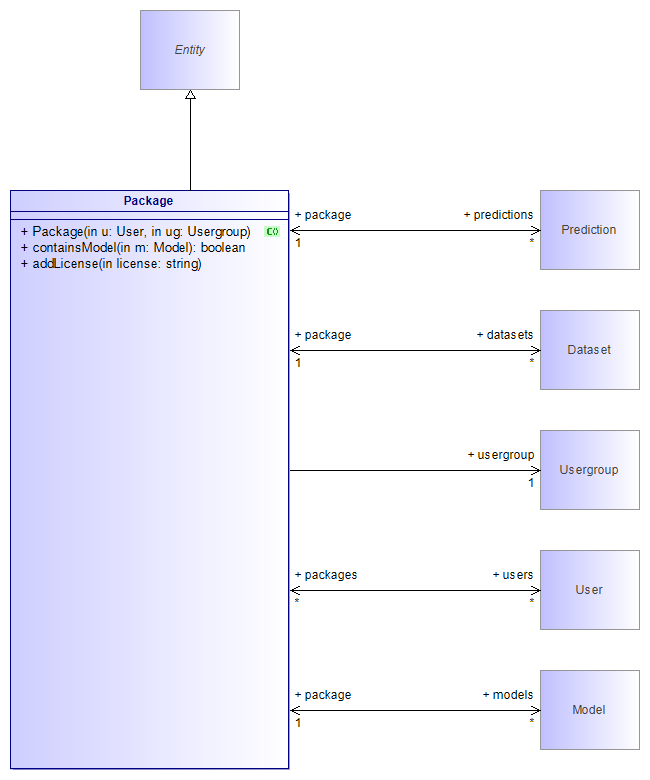 Entity
Package
+ Package(in u: User, in ug: Usergroup) C()
+ containsModel(in m: Model): boolean
+ addLicense(in license: string)
+ package + predictions
1 *
Prediction
+ package + datasets
1 *
Dataset
+ usergroup
1
Usergroup
+ packages + users
* *
User
+ package + models
1 *
Model